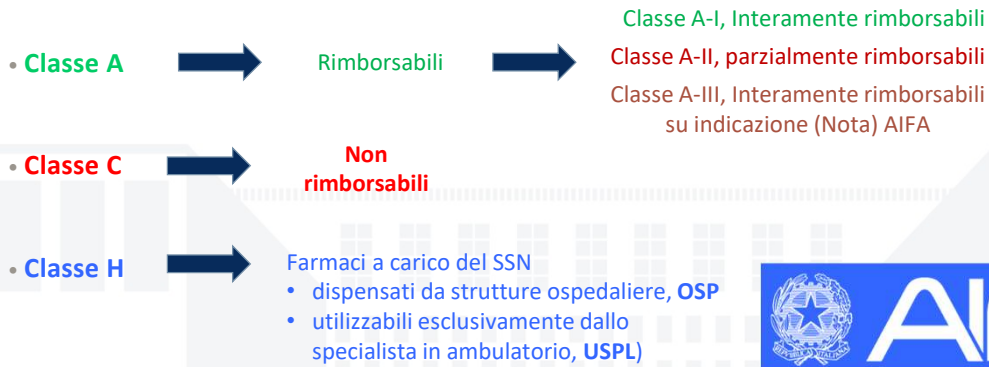 Classe A-I, Interamente rimborsabili
• Classe A
Rimborsabili
Classe A-II, parzialmente rimborsabili
Classe A-III, Interamente rimborsabili
su indicazione (Nota) AIFA
• Classe C
Non
rimborsabili
• Classe H
Farmaci a carico del SSN
• dispensati da strutture ospedaliere, OSP
• utilizzabili esclusivamente dallo
specialista in ambulatorio, USPL)